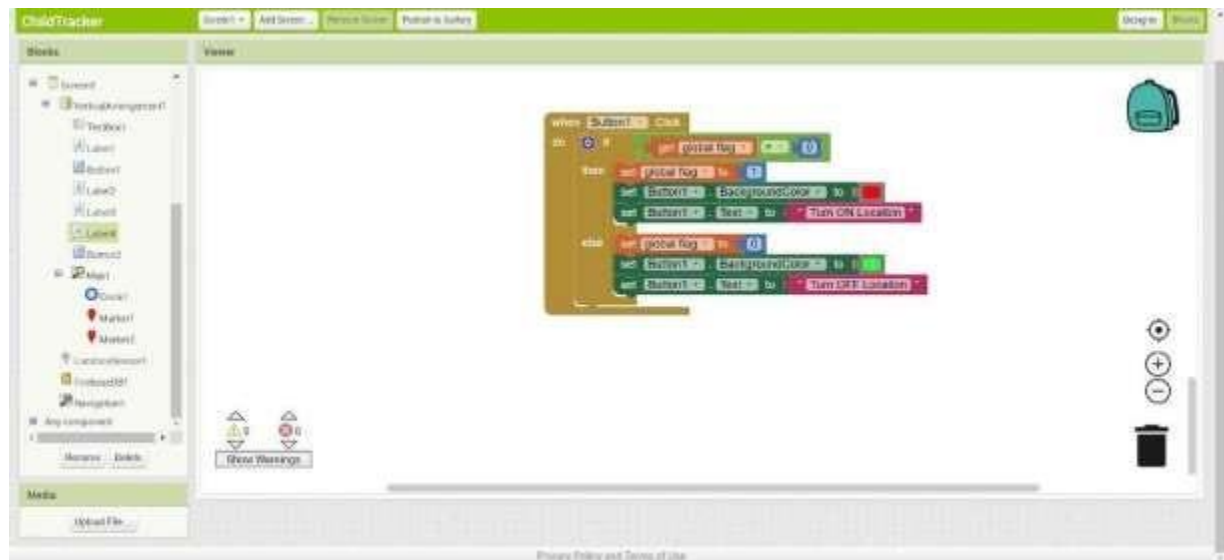 ChildTracker
Screen1 Add Screen ... Remove Screen Publish to Gallery
Designer Blocks
Blocks
Viewer
Screen1
VerticalArrangement1
TextBox1
Label1
Button1
Label2
Label4
Button2
Map1
Circle1
Marker1
Marker2
LocationSensor1
FirebaseDB1
Navigation1
Any component
Rename Delete
Media
Upload File ...
when Button1 . Click
do if get global flag = 0
then set global flag to 1
set Button1 . BackgroundColor to
set Button1 . Text to " Turn ON Location "
else set global flag to 0
set Button1 . BackgroundColor to
set Button1 . Text to " Turn OFF Location "
0 0
Show Warnings
Privacy Policy and Terms of Use